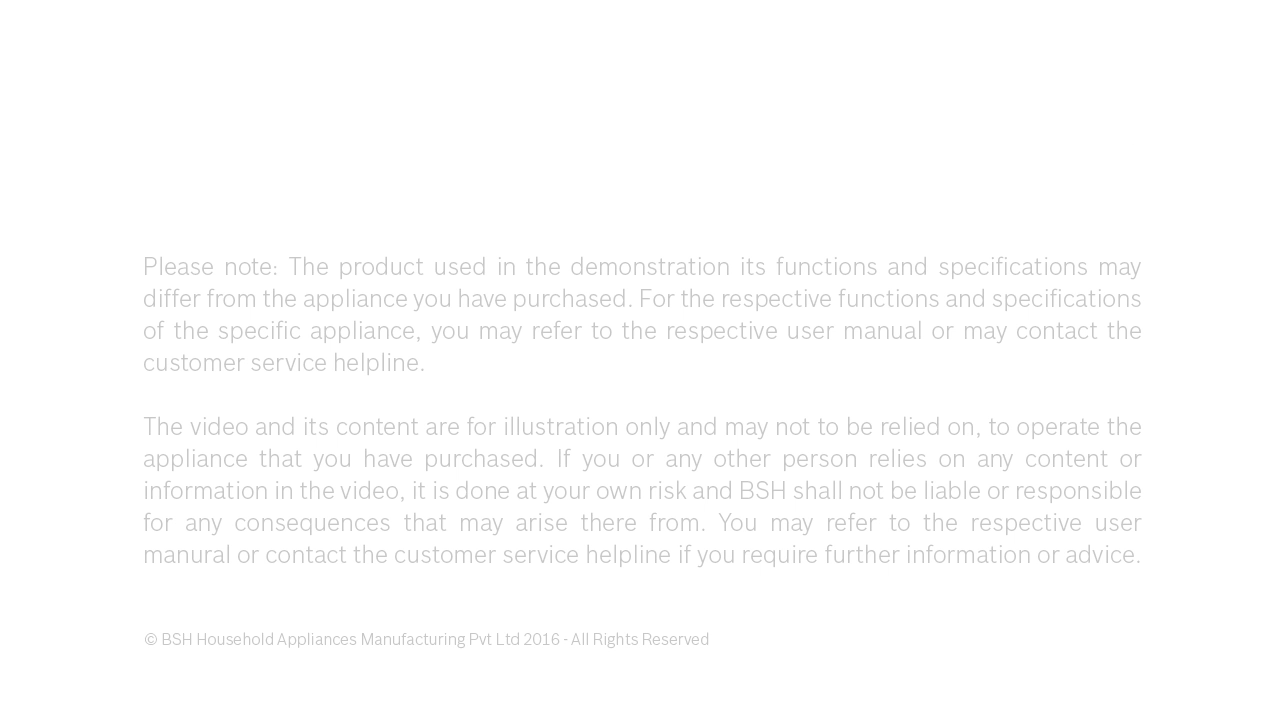 Please note: The product used in the demonstration its functions and specifications may
differ from the appliance you have purchased. For the respective functions and specifications
of the specific appliance, you may refer to the respective user manual or may contact the
customer service helpline.
The video and its content are for illustration only and may not to be relied on, to operate the
appliance that you have purchased. If you or any other person relies on any content or
information in the video, it is done at your own risk and BSH shall not be liable or responsible
for any consequences that may arise there from. You may refer to the respective user
manural or contact the customer service helpline if you require further information or advice.
© BSH Household Appliances Manufacturing Pvt Ltd 2016 - All Rights Reserved